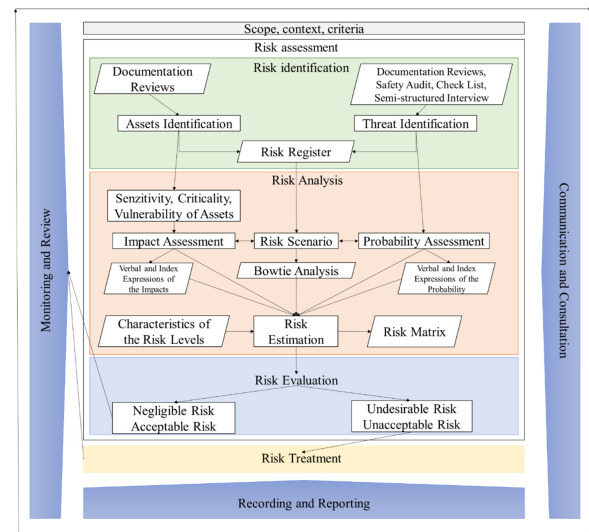 Scope, context, criteria
Risk assessment
Risk identification
Documentation
Reviews
Documentation Reviews,
Safety Audit, Check List,
Semi-structured Interview
Assets Identification
Threat Identification
Risk Register
Risk Analysis
Senzitivity, Criticality,
Vulnerability of Assets
Impact Assessment
Risk Scenario
Probability Assessment
Verbal and Index
Expressions of
the Impacts
Bowtie Analysis
Verbal and Index
Expressions of the
Probability
Characteristics of
the Risk Levels
Risk
Estimation
Risk Matrix
Risk Evaluation
Negligible Risk
Acceptable Risk
Undesirable Risk
Unacceptable Risk
Risk Treatment
Recording and Reporting
Monitoring and Review
Communication and Consultation